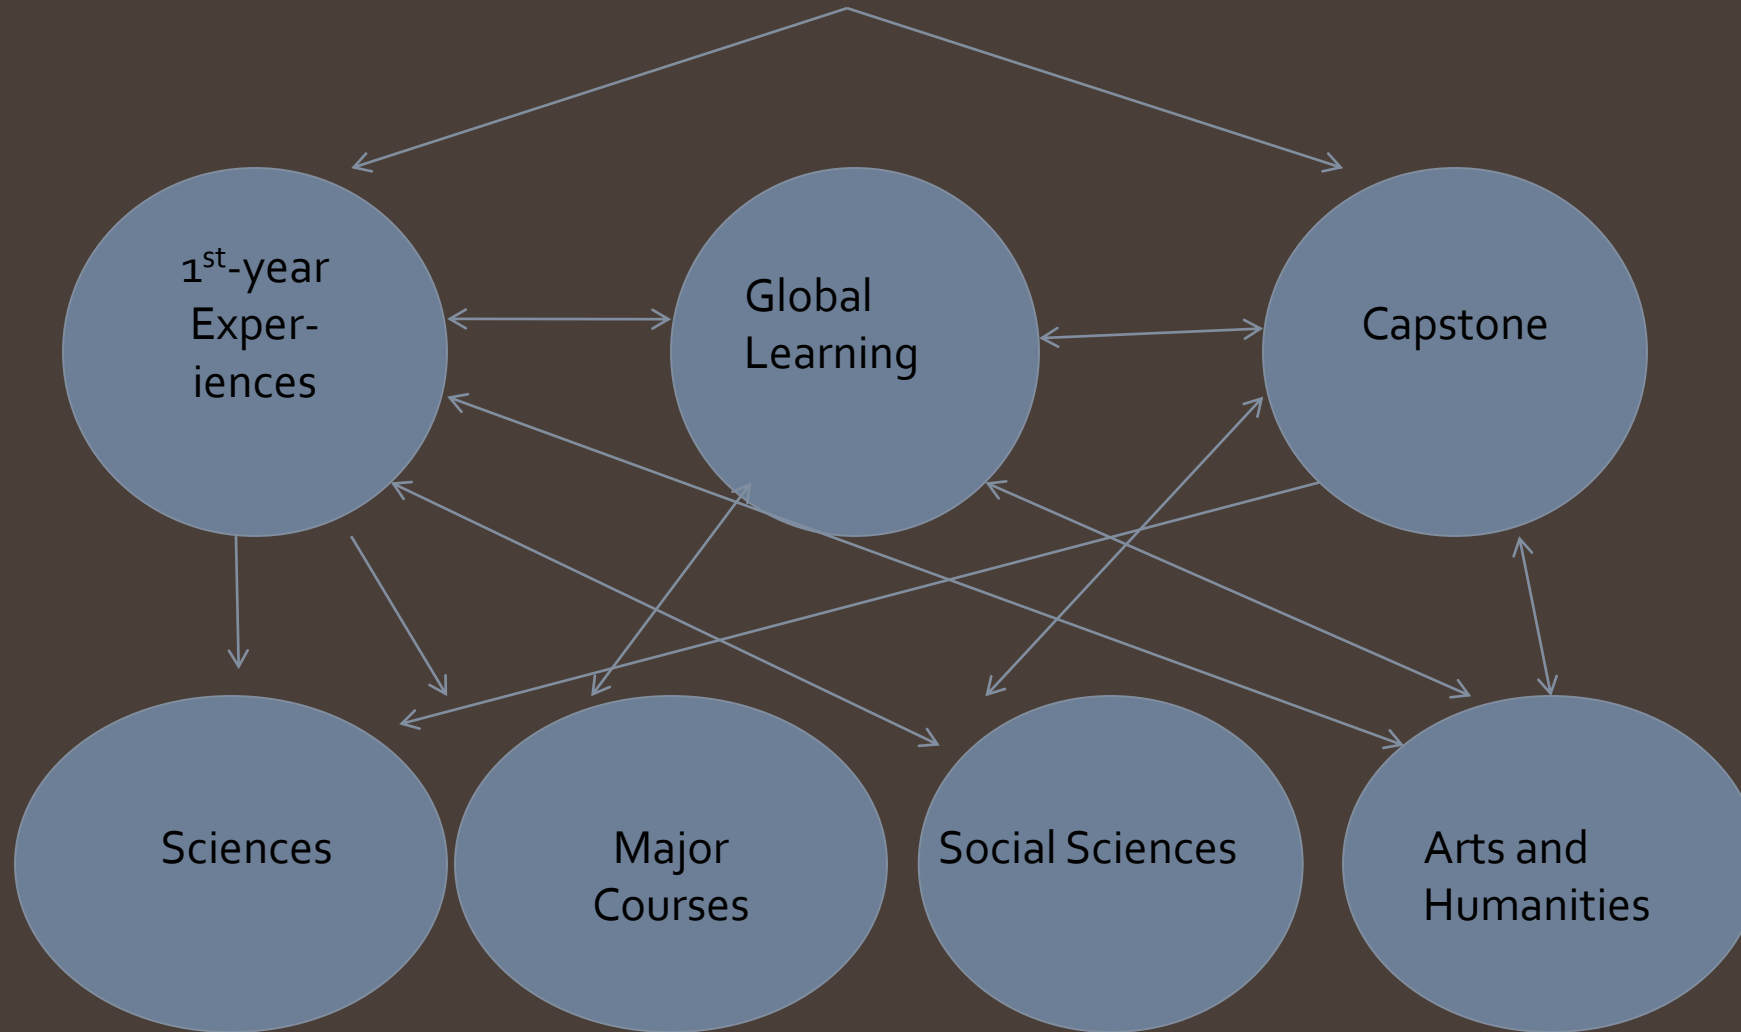 1st-year
Exper-
iences
Global
Learning
Capstone
Sciences
Major
Courses
Social Sciences
Arts and
Humanities